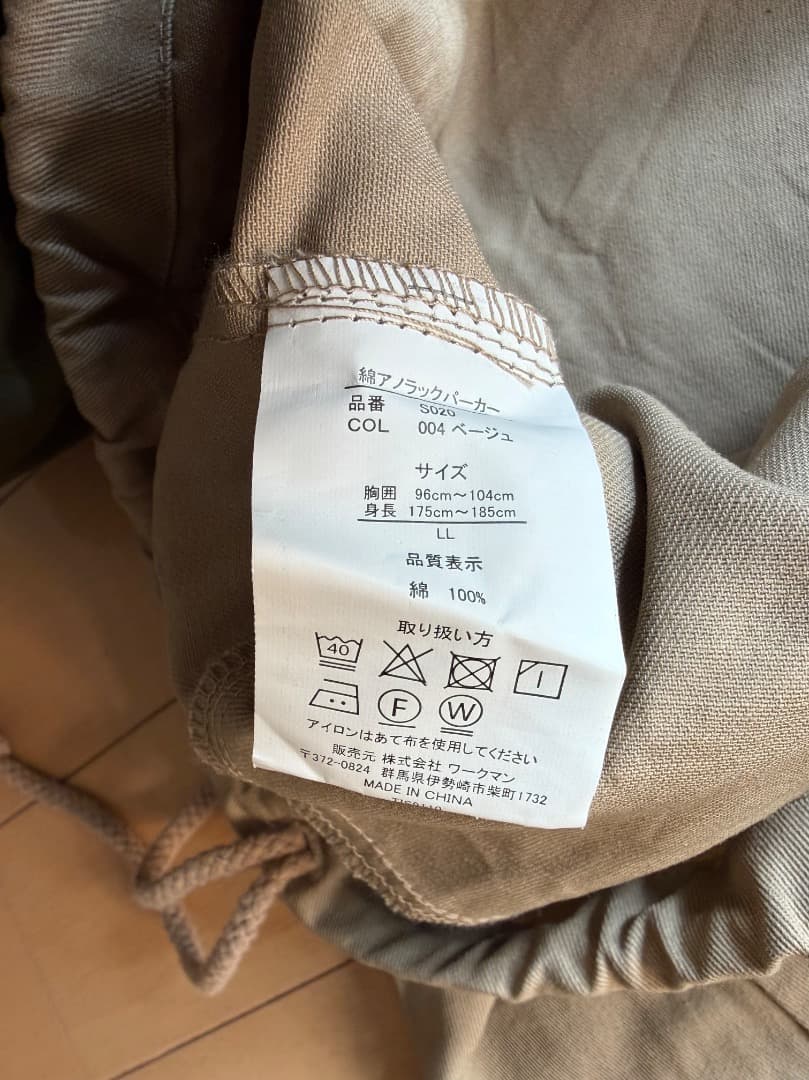 綿アノラックパーカー
品番 S020
COL 004 ベージュ
サイズ
胸囲 96cm～104cm
身長 175cm～185cm
LL
品質表示
綿 100%
取り扱い方
40
F W
アイロンはあて布を使用してください
販売元 株式会社 ワークマン
〒372-0824 群馬県伊勢崎市柴町1732
MADE IN CHINA